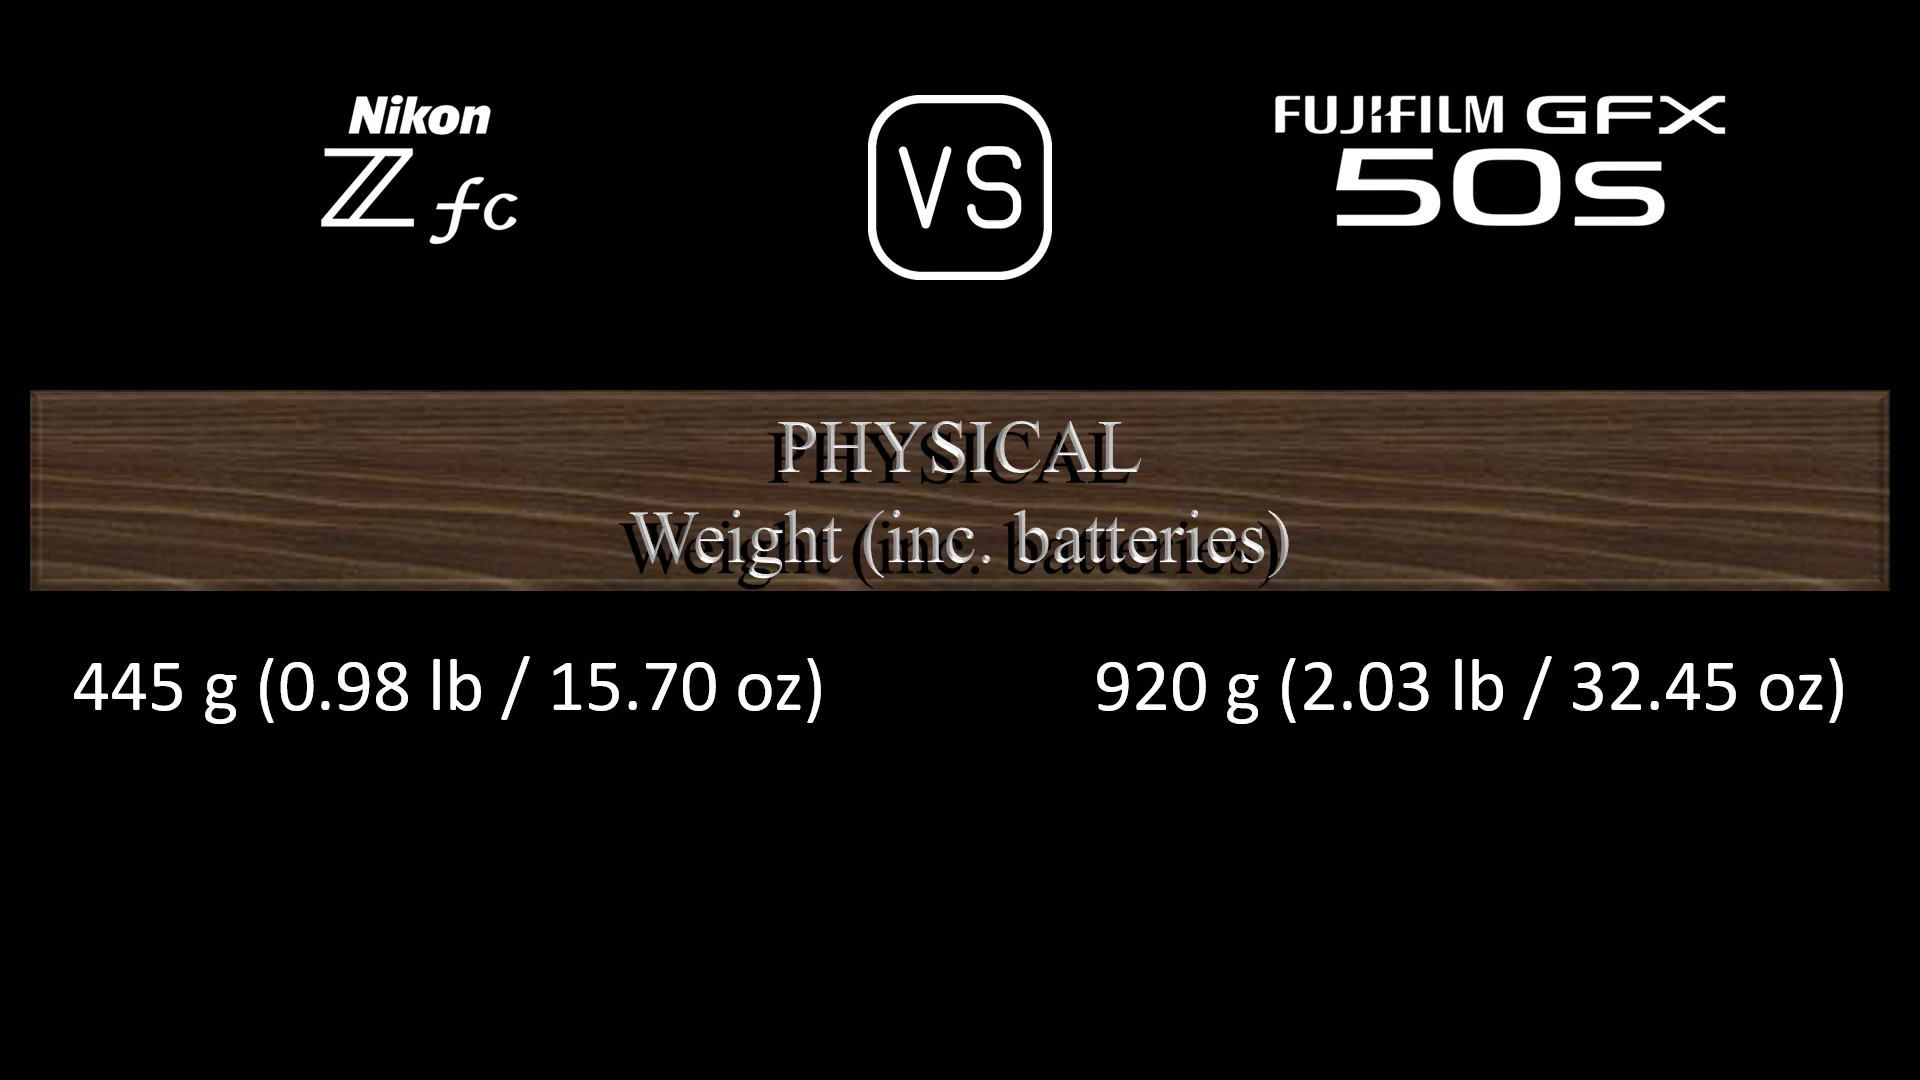 Nikon
Z fc
VS
FUJIFILM GFX
50S
PHYSICAL
Weight (inc. batteries)
445 g (0.98 lb / 15.70 oz)
920 g (2.03 lb / 32.45 oz)